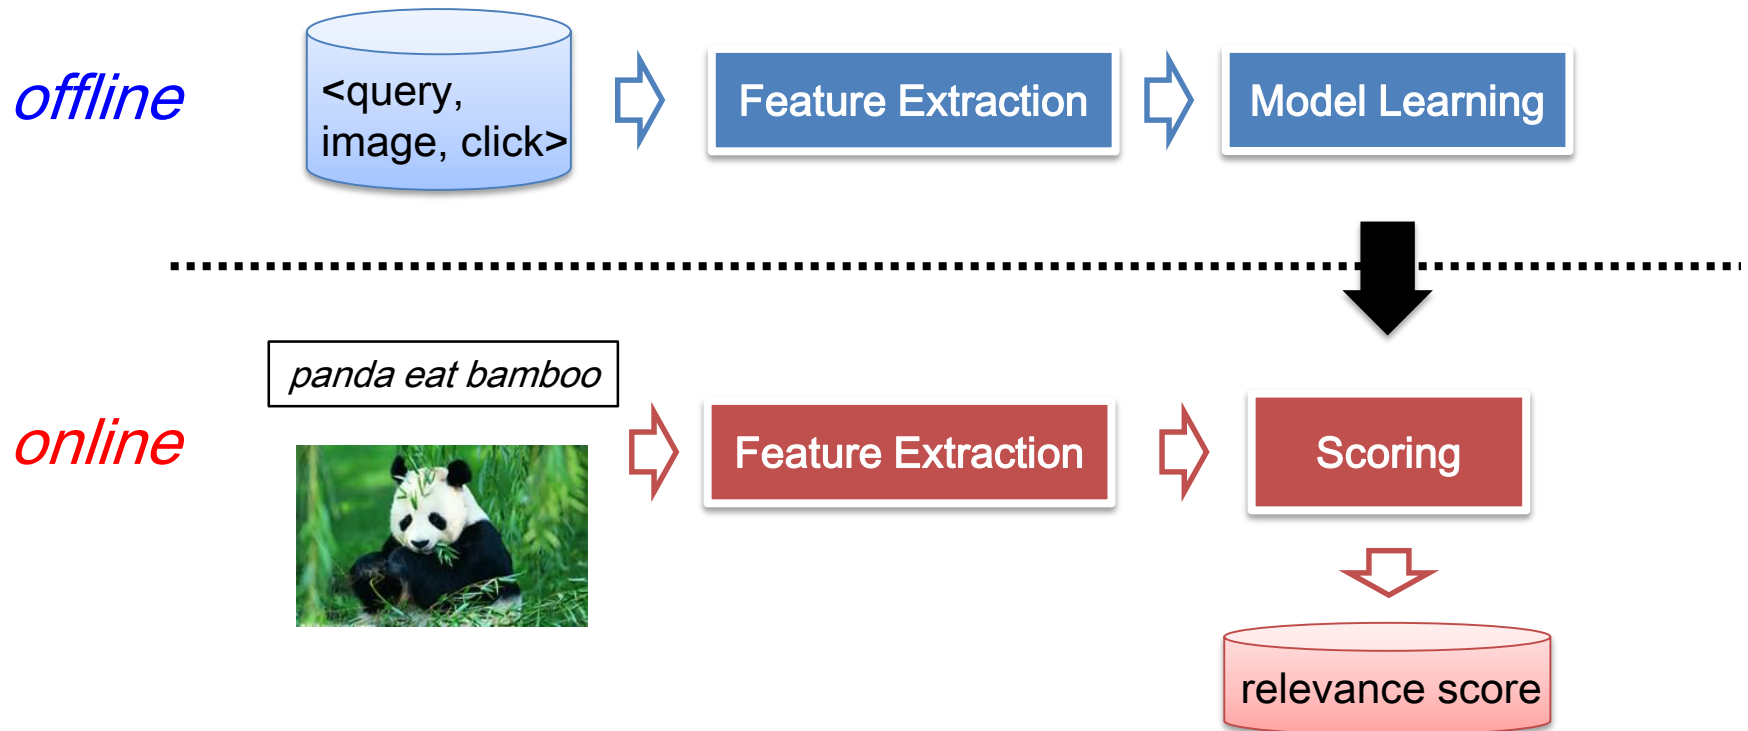 offline
<query,
image, click>
Feature Extraction
Model Learning
online
panda eat bamboo
Feature Extraction
Scoring
relevance score